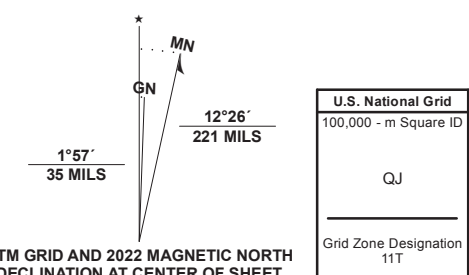 ★
MN
GN
12°26´
221 MILS
1°57´
35 MILS
TM GRID AND 2022 MAGNETIC NORTH
DECLINATION AT CENTER OF SHEET
U.S. National Grid
100,000 - m Square ID
QJ
Grid Zone Designation
11T